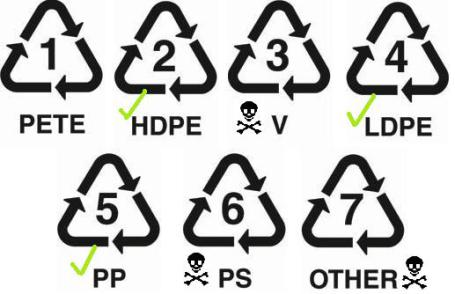 1 2 3 4
PETE HDPE V LDPE
5 6 7
PP PS OTHER